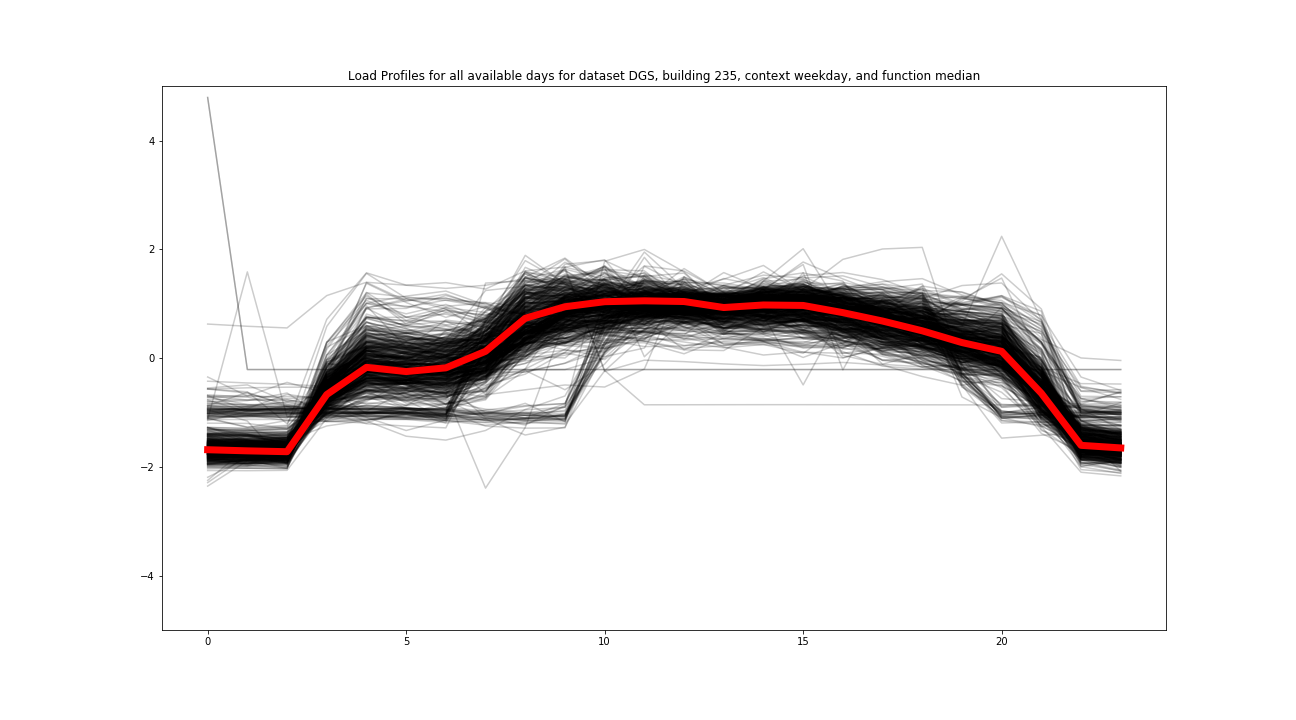 Load Profiles for all available days for dataset DGS, building 235, context weekday, and function median
4
2
0
−2
−4
0 5 10 15 20